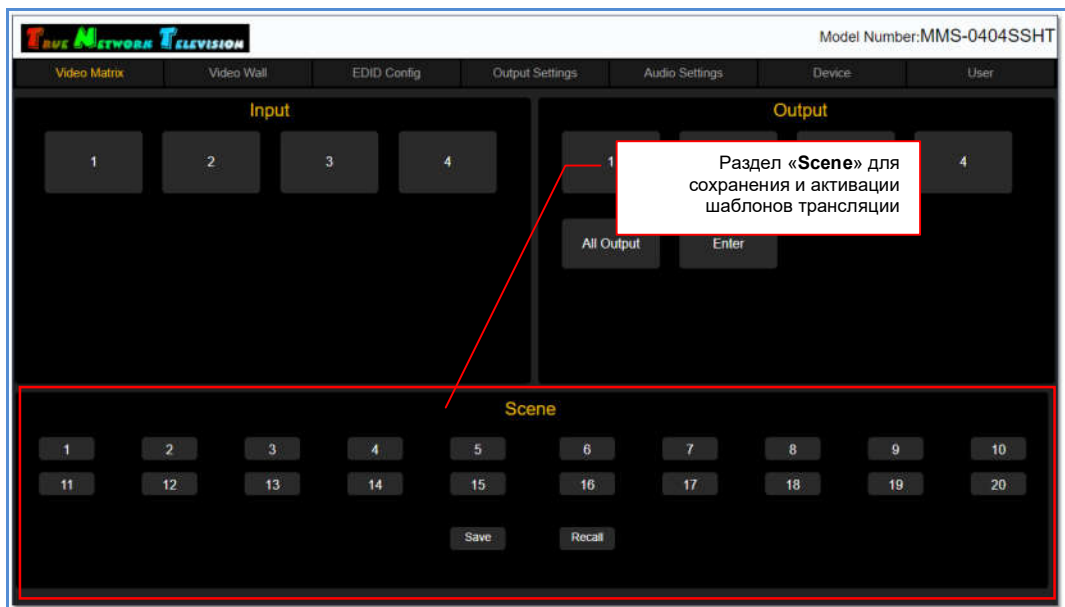 True Network Television
Model Number:MMS-0404SSHT
Video Matrix Video Wall EDID Config Output Settings Audio Settings Device User
Input
1 2 3 4
Output
1 4
Раздел «Scene» для
сохранения и активации
шаблонов трансляции
All Output Enter
Scene
1 2 3 4 5 6 7 8 9 10
11 12 13 14 15 16 17 18 19 20
Save Recall